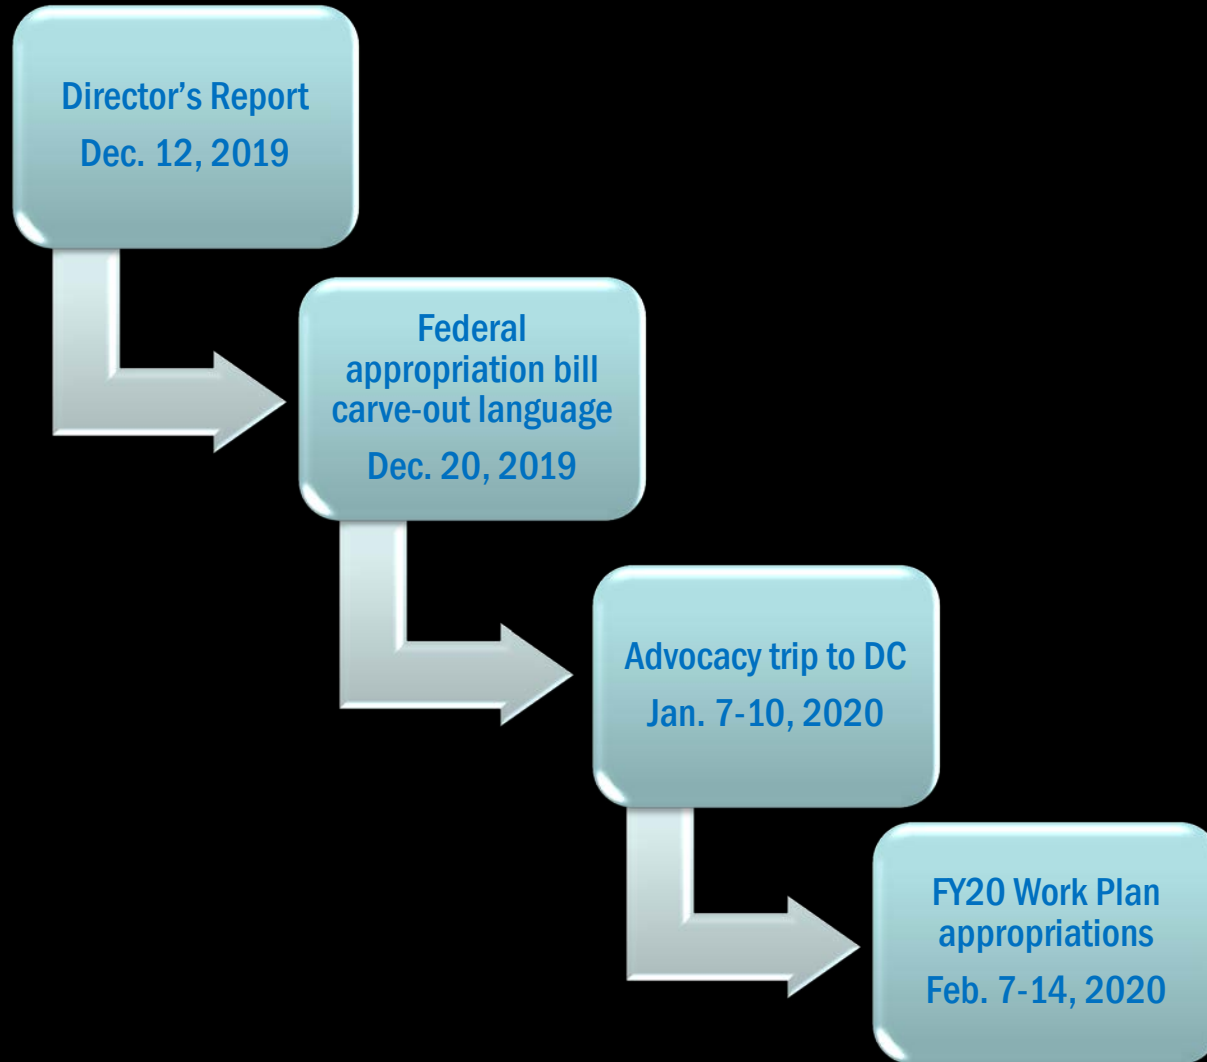 Director’s Report
Dec. 12, 2019
Federal
appropriation bill
carve-out language
Dec. 20, 2019
Advocacy trip to DC
Jan. 7-10, 2020
FY20 Work Plan
appropriations
Feb. 7-14, 2020